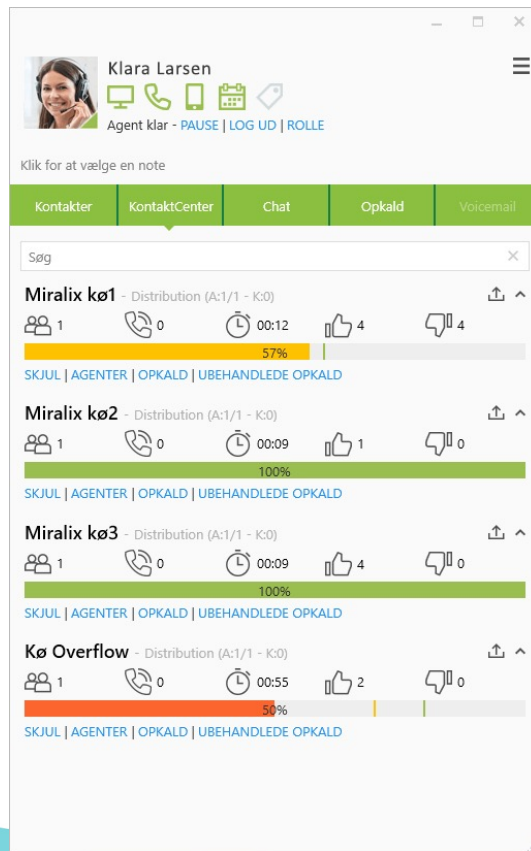 Klara Larsen
Agent klar - PAUSE | LOG UD | ROLLE
Klik for at vælge en note
Kontakter KontaktCenter Chat Opkald Voicemail
Søg
Miralix kø1 - Distribution (A:1/1 - K:0)
1 0 00:12 4 4
57%
SKJUL | AGENTER | OPKALD | UBEHANDLEDE OPKALD
Miralix kø2 - Distribution (A:1/1 - K:0)
1 0 00:09 1 0
100%
SKJUL | AGENTER | OPKALD | UBEHANDLEDE OPKALD
Miralix kø3 - Distribution (A:1/1 - K:0)
1 0 00:09 4 0
100%
SKJUL | AGENTER | OPKALD | UBEHANDLEDE OPKALD
Kø Overflow - Distribution (A:1/1 - K:0)
1 0 00:55 2 0
50%
SKJUL | AGENTER | OPKALD | UBEHANDLEDE OPKALD